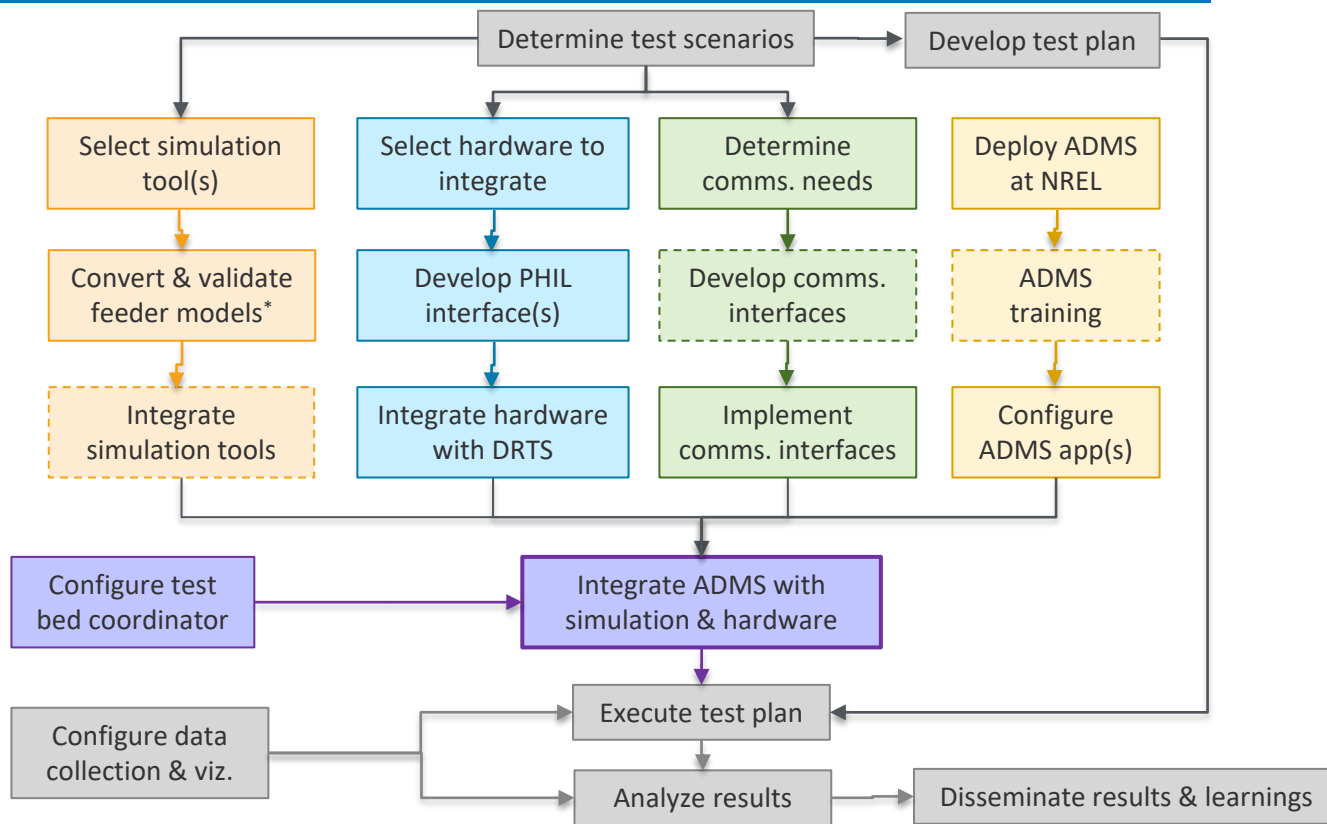 Determine test scenarios
Develop test plan
Select simulation
tool(s)
Select hardware to
integrate
Determine
comms. needs
Deploy ADMS
at NREL
Convert & validate
feeder models*
Develop PHIL
interface(s)
Develop comms.
interfaces
ADMS
training
Integrate
simulation tools
Integrate hardware
with DRTS
Implement
comms. interfaces
Configure
ADMS app(s)
Configure test
bed coordinator
Integrate ADMS with
simulation & hardware
Execute test plan
Configure data
collection & viz.
Analyze results
Disseminate results & learnings